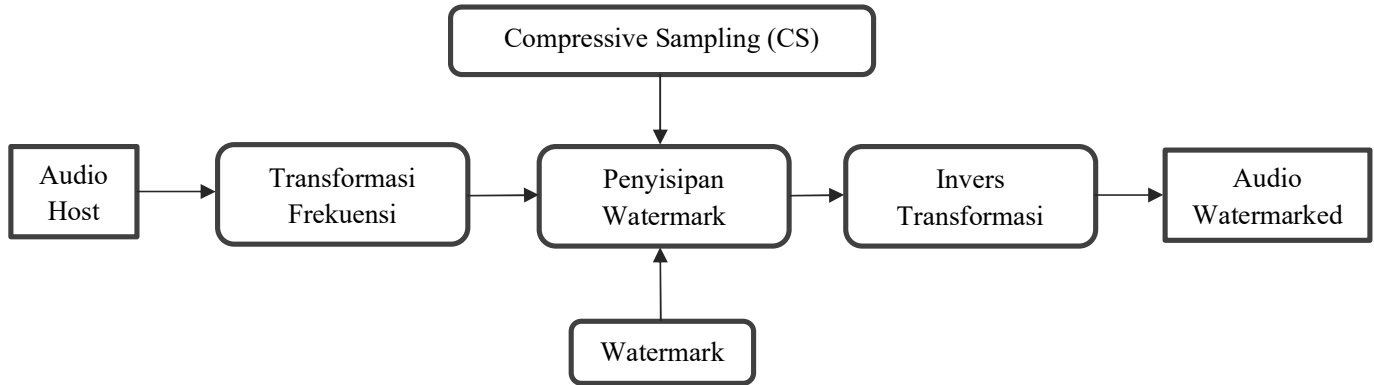 Compressive Sampling (CS)
Audio
Host
Transformasi
Frekuensi
Penyisipan
Watermark
Invers
Transformasi
Audio
Watermarked
Watermark